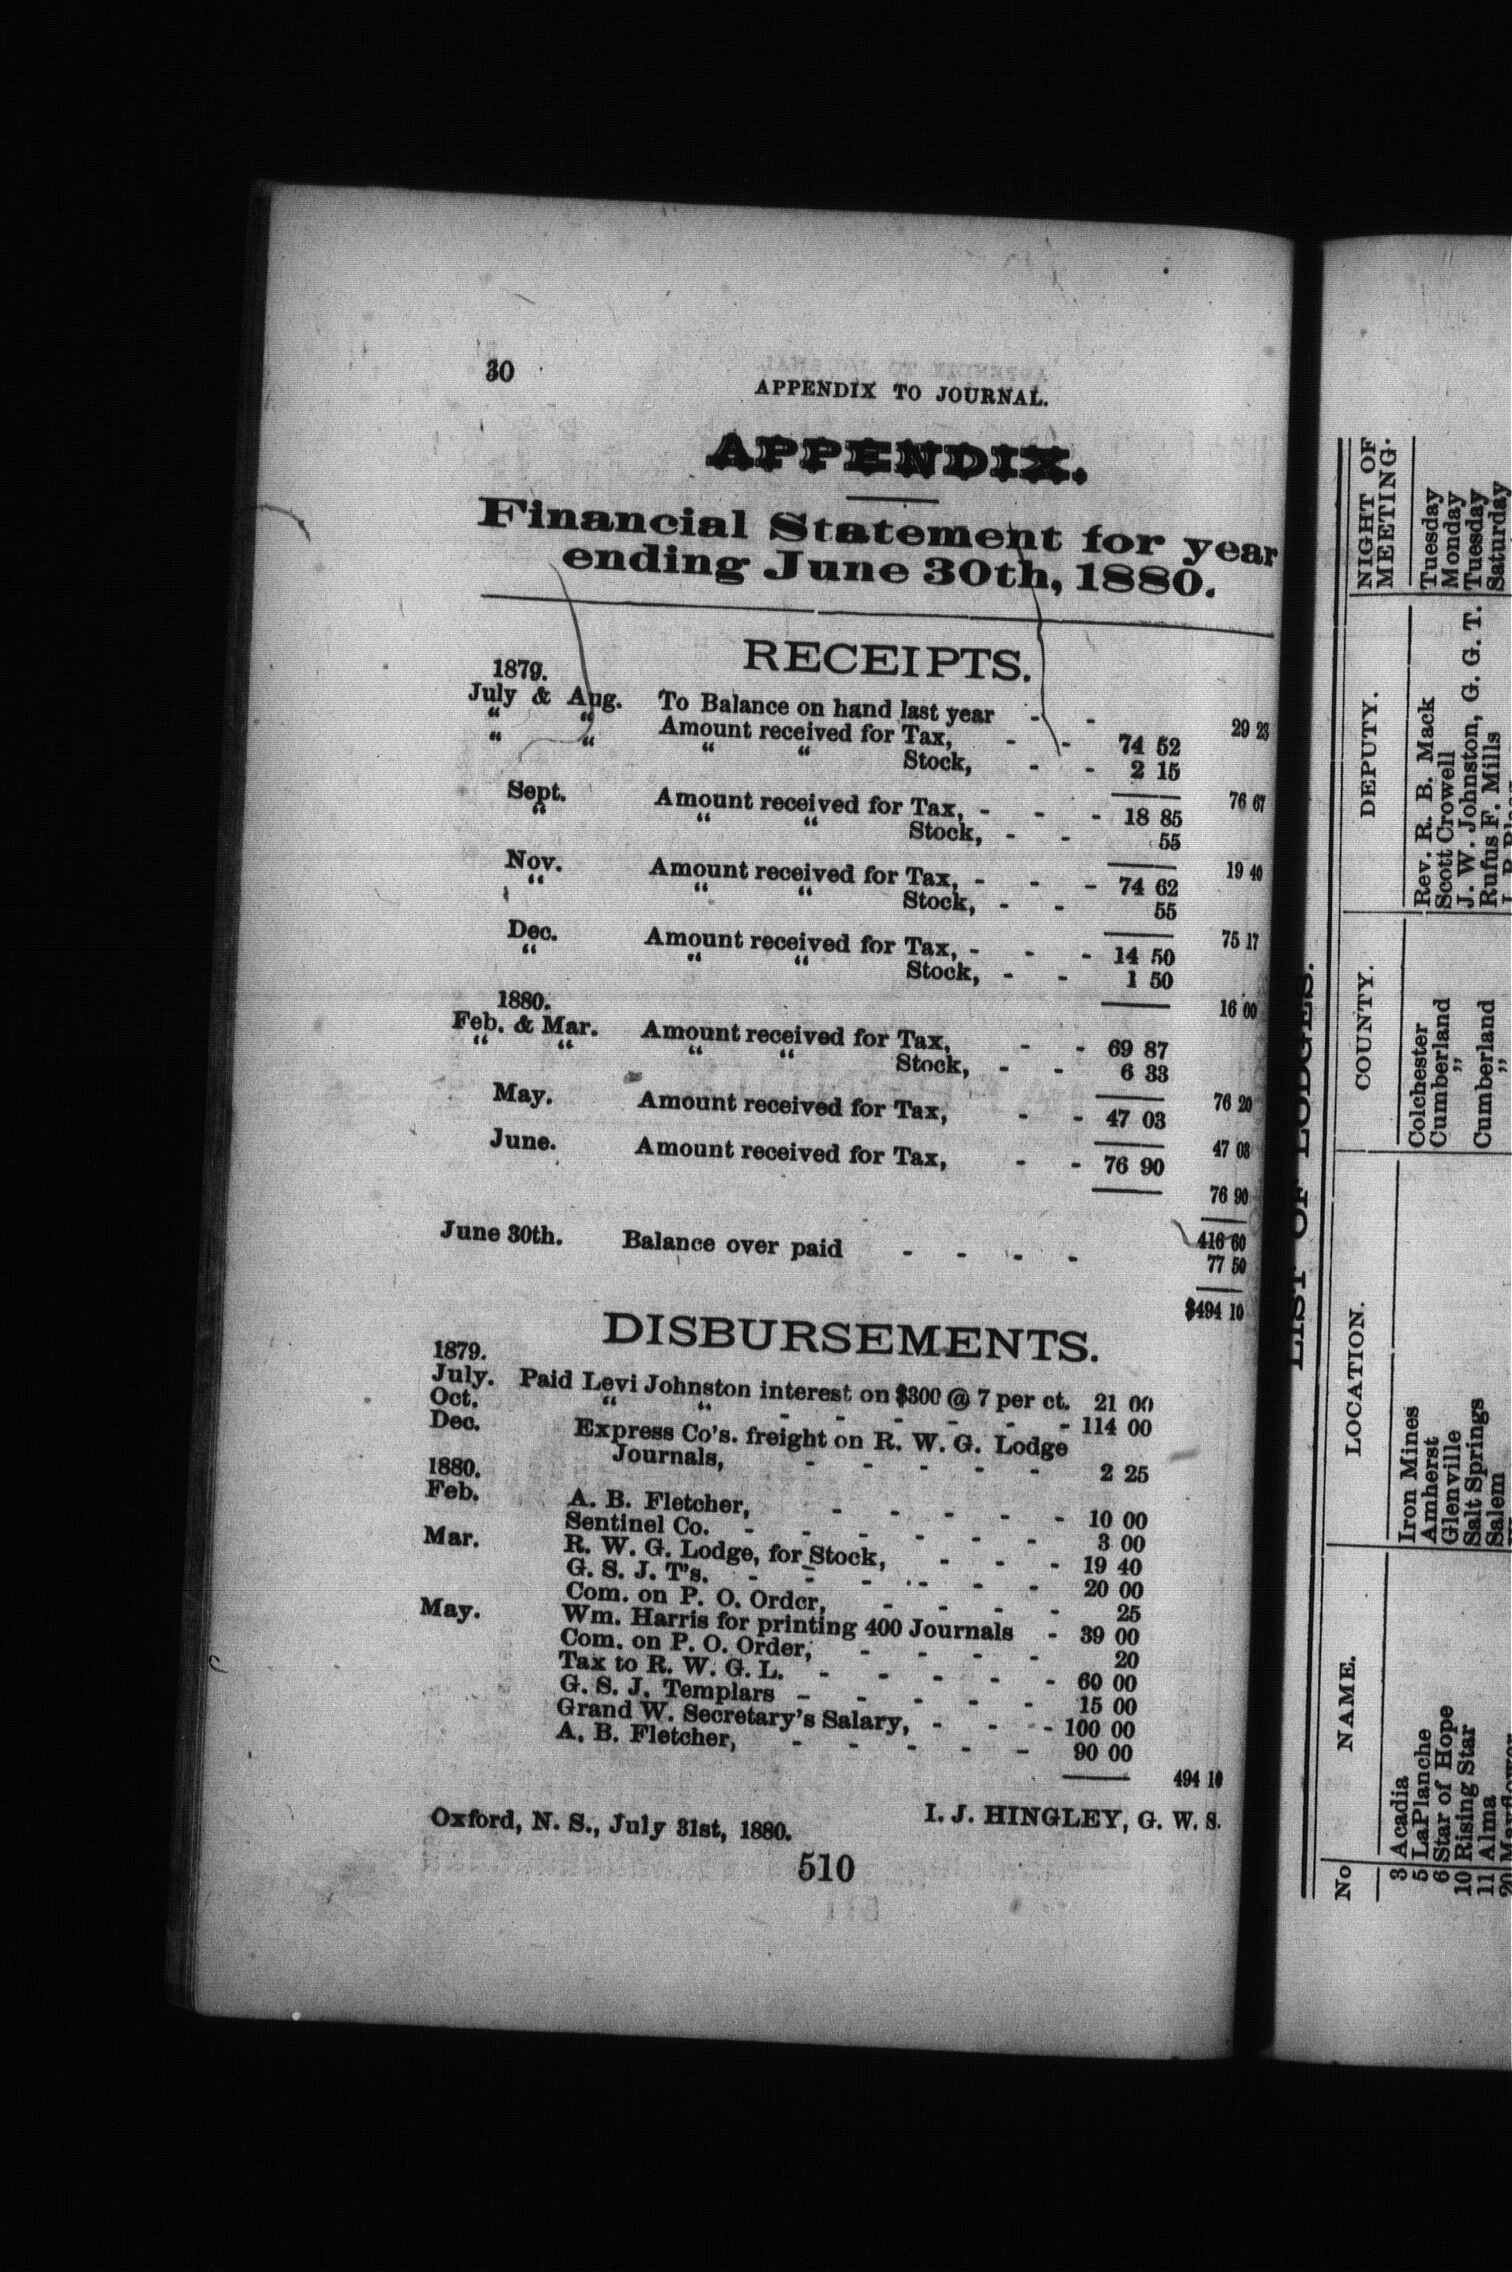 30
APPENDIX TO JOURNAL.
APPENDIX.
Financial Statement for year
ending June 30th, 1880.
RECEIPTS.
1879.
July & Aug. To Balance on hand last year - - 29 23
“ “ Amount received for Tax, - - 74 52
“ “ “ “ Stock, - - 2 15
76 67
Sept. Amount received for Tax, - - - 18 85
“ “ “ Stock, - - 55
19 40
Nov. Amount received for Tax, - - - 74 62
“ “ “ Stock, - - 55
75 17
Dec. Amount received for Tax, - - - 14 50
“ “ “ Stock, - - 1 50
16 00
1880.
Feb. & Mar. Amount received for Tax, - - 69 87
“ “ “ “ Stock, - - 6 33
76 20
May. Amount received for Tax, - - 47 03
47 03
June. Amount received for Tax, - - 76 90
76 90
416 60
June 30th. Balance over paid - - - - 77 50
$494 10
DISBURSEMENTS.
1879.
July. Paid Levi Johnston interest on $300 @ 7 per ct. 21 00
Oct. “ “ - - - - - - 114 00
Dec. Express Co's. freight on R. W. G. Lodge
Journals, - - - - - 2 25
1880.
Feb. A. B. Fletcher, - - - - - 10 00
Sentinel Co. - - - - - - 3 00
Mar. R. W. G. Lodge, for Stock, - - - 19 40
G. S. J. T's. - - - - - - 20 00
Com. on P. O. Order, - - - - 25
May. Wm. Harris for printing 400 Journals - 39 00
Com. on P. O. Order, - - - - 20
Tax to R. W. G. L. - - - - - 60 00
G. S. J. Templars - - - - - 15 00
Grand W. Secretary's Salary, - - - 100 00
A. B. Fletcher, - - - - - 90 00
494 10
I. J. HINGLEY, G. W. S.
Oxford, N. S., July 31st, 1880.
510
LIST OF LODGES.
No NAME. LOCATION. COUNTY. DEPUTY. NIGHT OF MEETING.
3 Acadia Iron Mines Colchester Rev. R. B. Mack Tuesday
5 LaPlanche Amherst Cumberland Scott Crowell Monday
6 Star of Hope Glenville ” J. W. Johnston, G. G. T. Tuesday
10 Rising Star Salt Springs Cumberland Rufus F. Mills Saturday
11 Alma Salem ”
20 Mayflower